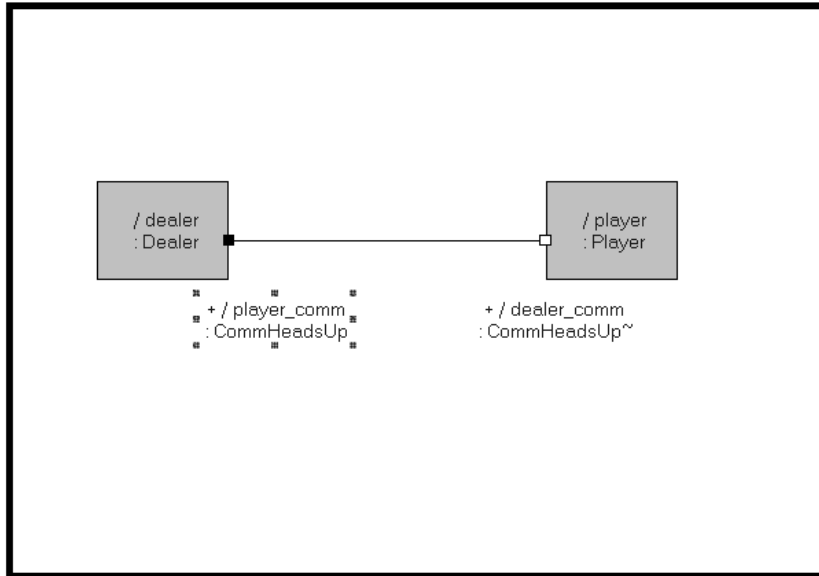 / dealer
: Dealer
/ player
: Player
+ / player_comm
: CommHeadsUp
+ / dealer_comm
: CommHeadsUp~